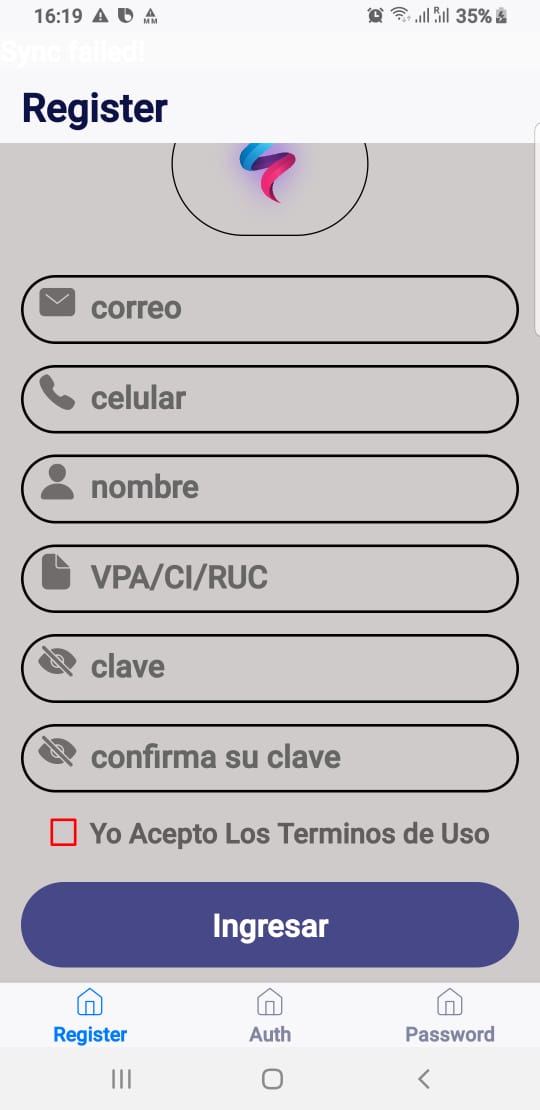 16:19
35%
Sync failed!
Register
correo
celular
nombre
VPA/CI/RUC
clave
confirma su clave
Yo Acepto Los Terminos de Uso
Ingresar
Register Auth Password